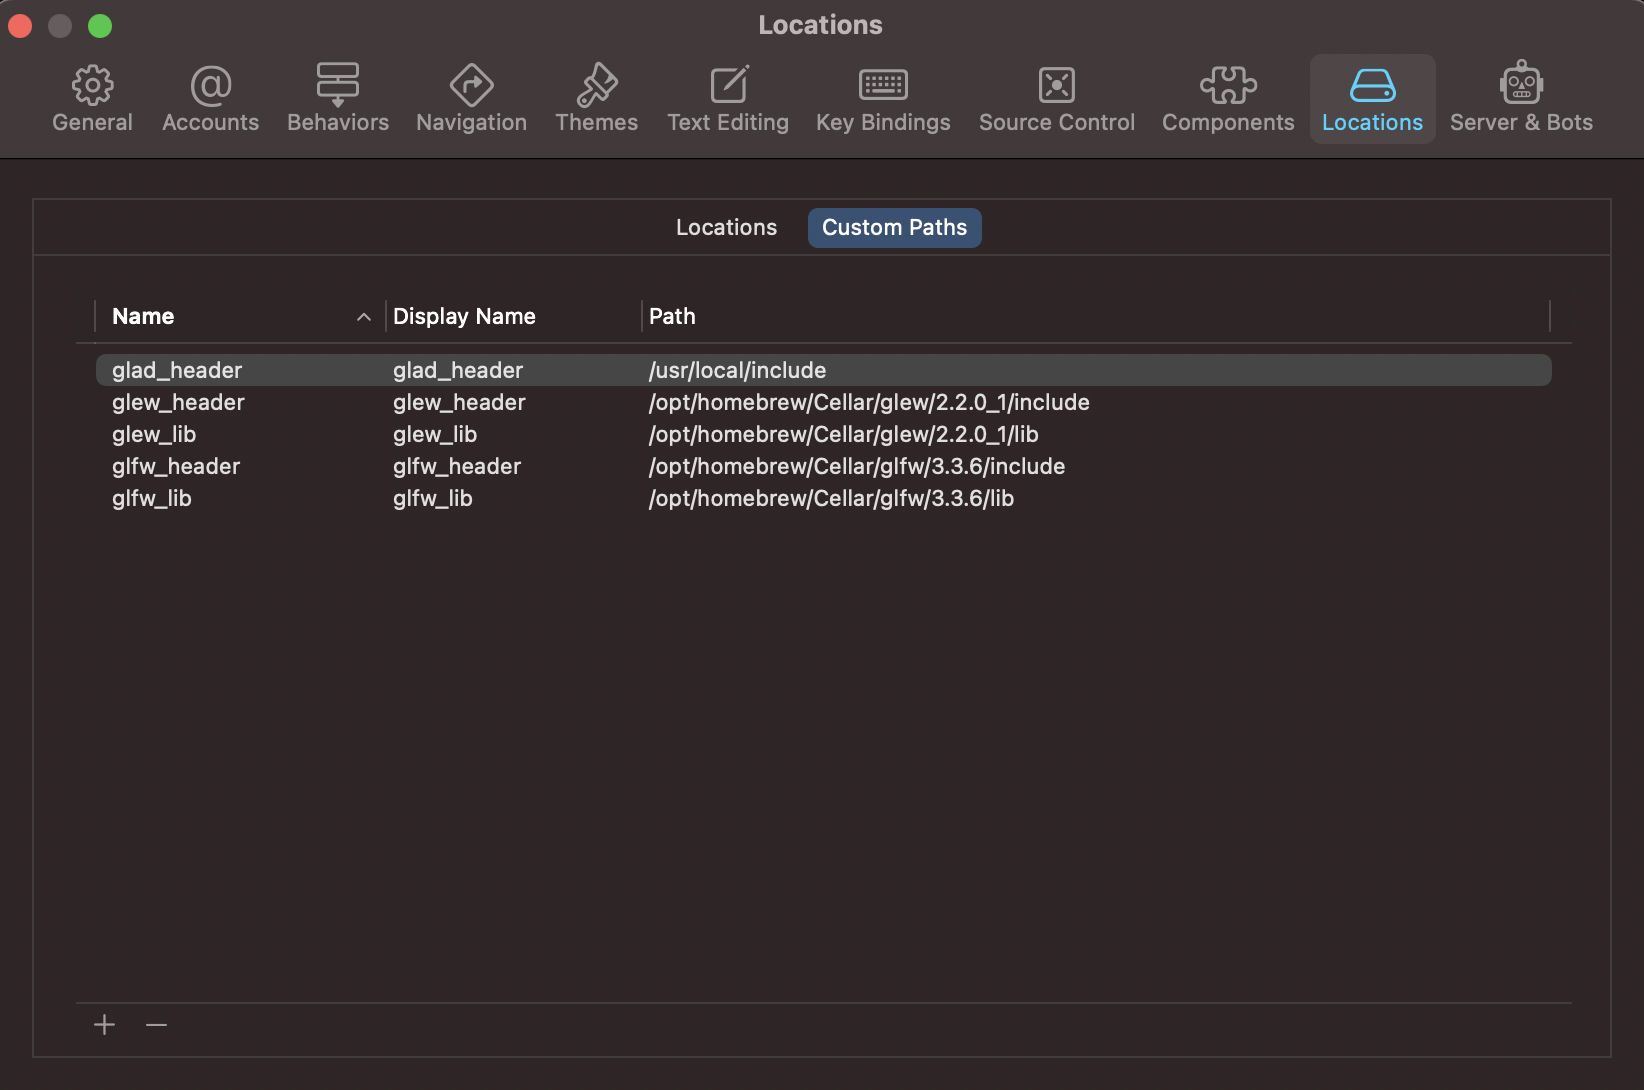 Locations
General Accounts Behaviors Navigation Themes Text Editing Key Bindings Source Control Components Locations Server & Bots
Locations Custom Paths
Name Display Name Path
glad_header glad_header /usr/local/include
glew_header glew_header /opt/homebrew/Cellar/glew/2.2.0_1/include
glew_lib glew_lib /opt/homebrew/Cellar/glew/2.2.0_1/lib
glfw_header glfw_header /opt/homebrew/Cellar/glfw/3.3.6/include
glfw_lib glfw_lib /opt/homebrew/Cellar/glfw/3.3.6/lib